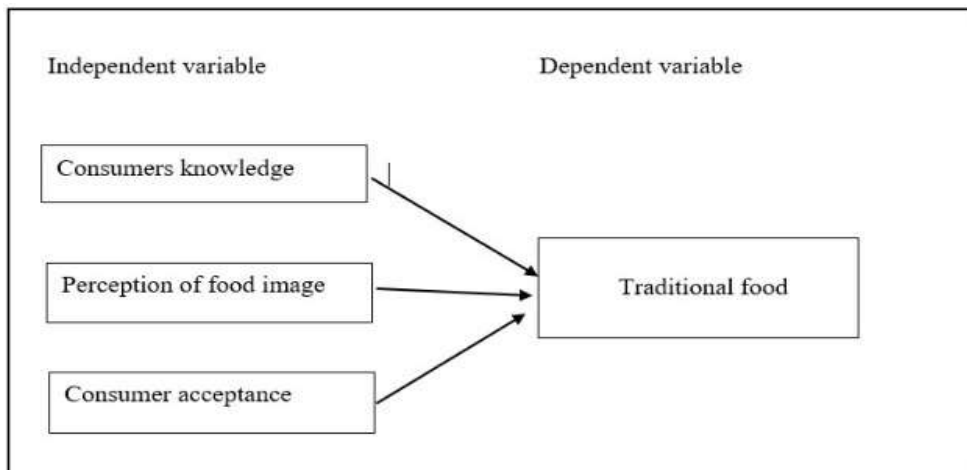 Independent variable
Dependent variable
Consumers knowledge
Perception of food image
Traditional food
Consumer acceptance